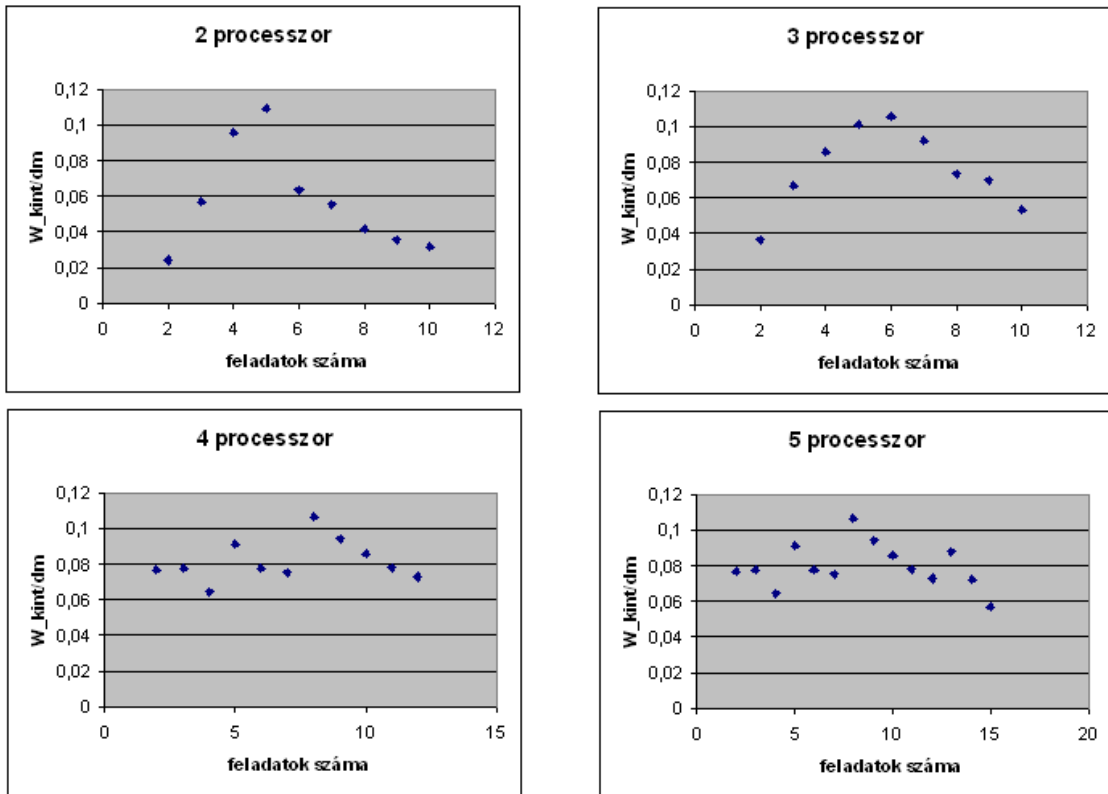 2 processzor
W_kint/dm
0,12
0,1
0,08
0,06
0,04
0,02
0
0 2 4 6 8 10 12
feladatok száma
3 processzor
W_kint/dm
0,12
0,1
0,08
0,06
0,04
0,02
0
0 2 4 6 8 10 12
feladatok száma
4 processzor
W_kint/dm
0,12
0,1
0,08
0,06
0,04
0,02
0
0 5 10 15
feladatok száma
5 processzor
W_kint/dm
0,12
0,1
0,08
0,06
0,04
0,02
0
0 5 10 15 20
feladatok száma